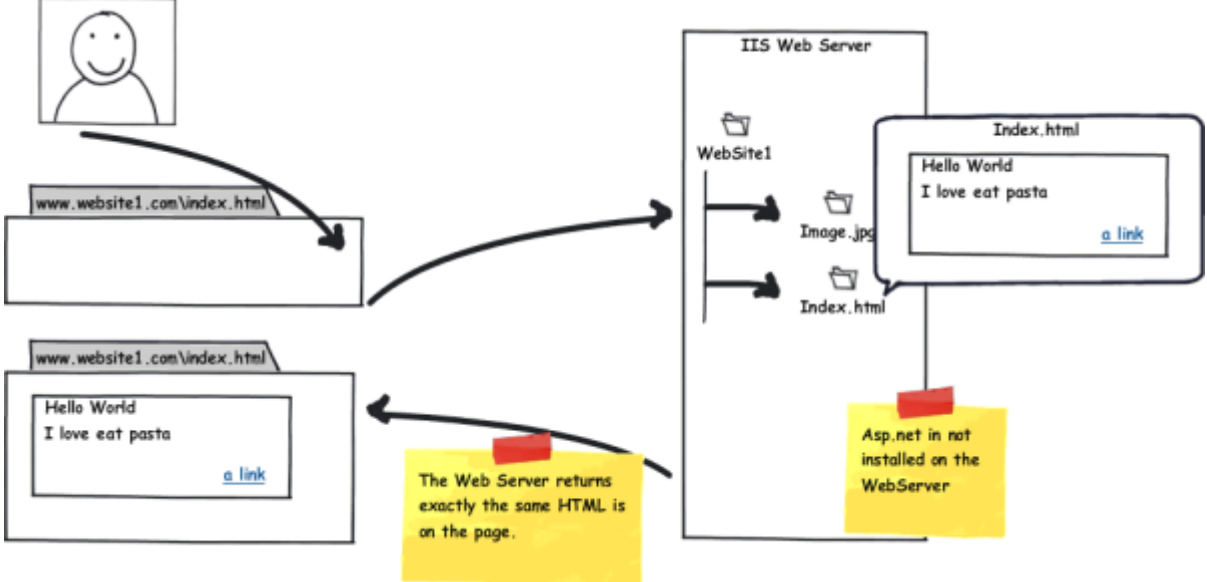 IIS Web Server
WebSite1
Image.jpg
Index.html
Index.html
Hello World
I love eat pasta
a link
www.website1.com\index.html
www.website1.com\index.html
Hello World
I love eat pasta
a link
The Web Server returns
exactly the same HTML is
on the page.
Asp.net in not
installed on the
WebServer